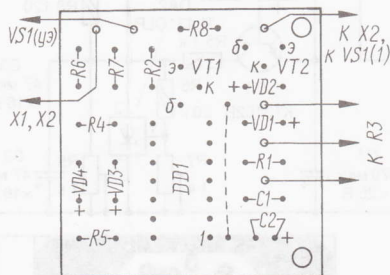 VS1(уэ)
R8
К X2,
К VS1(1)
R6
R7
R2
э VT1
к
б
б э
к VT2
+ VD2
X1, X2
R4
VD1 +
К R3
R1
VD4
+
VD3
+
DD1
C1
C2
+
R5
1